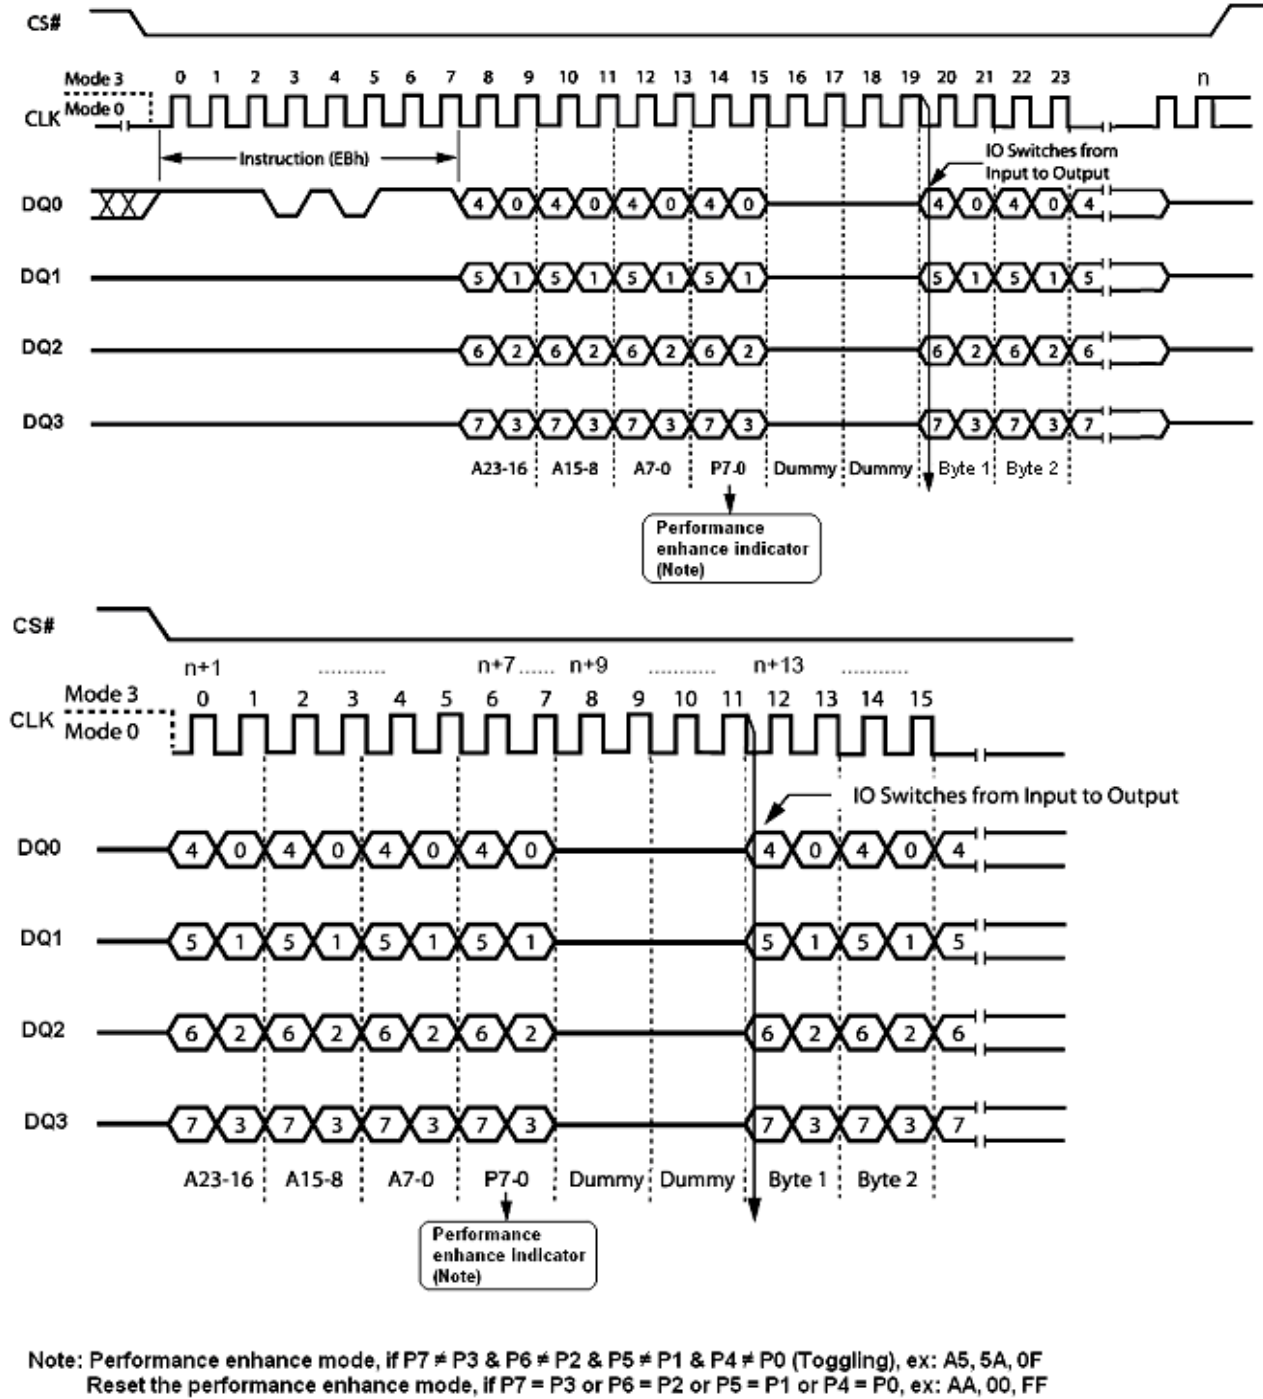 CS#
Mode 3 0 1 2 3 4 5 6 7 8 9 10 11 12 13 14 15 16 17 18 19 20 21 22 23 n
CLK Mode 0
Instruction (EBh)
IO Switches from
Input to Output
DQ0 4 0 4 0 4 0 4 0 4 0 4 0 4
DQ1 5 1 5 1 5 1 5 1 5 1 5 1 5
DQ2 6 2 6 2 6 2 6 2 6 2 6 2 6
DQ3 7 3 7 3 7 3 7 3 7 3 7 3 7
A23-16 A15-8 A7-0 P7-0 Dummy Dummy Byte 1 Byte 2
Performance
enhance indicator
(Note)
CS#
n+1 ........... n+7 ...... n+9 ........... n+13 ...........
Mode 3 0 1 2 3 4 5 6 7 8 9 10 11 12 13 14 15
CLK Mode 0
IO Switches from Input to Output
DQ0 4 0 4 0 4 0 4 0 4 0 4 0 4
DQ1 5 1 5 1 5 1 5 1 5 1 5 1 5
DQ2 6 2 6 2 6 2 6 2 6 2 6 2 6
DQ3 7 3 7 3 7 3 7 3 7 3 7 3 7
A23-16 A15-8 A7-0 P7-0 Dummy Dummy Byte 1 Byte 2
Performance
enhance indicator
(Note)
Note: Performance enhance mode, if P7 ≠ P3 & P6 ≠ P2 & P5 ≠ P1 & P4 ≠ P0 (Toggling), ex: A5, 5A, 0F
Reset the performance enhance mode, if P7 = P3 or P6 = P2 or P5 = P1 or P4 = P0, ex: AA, 00, FF